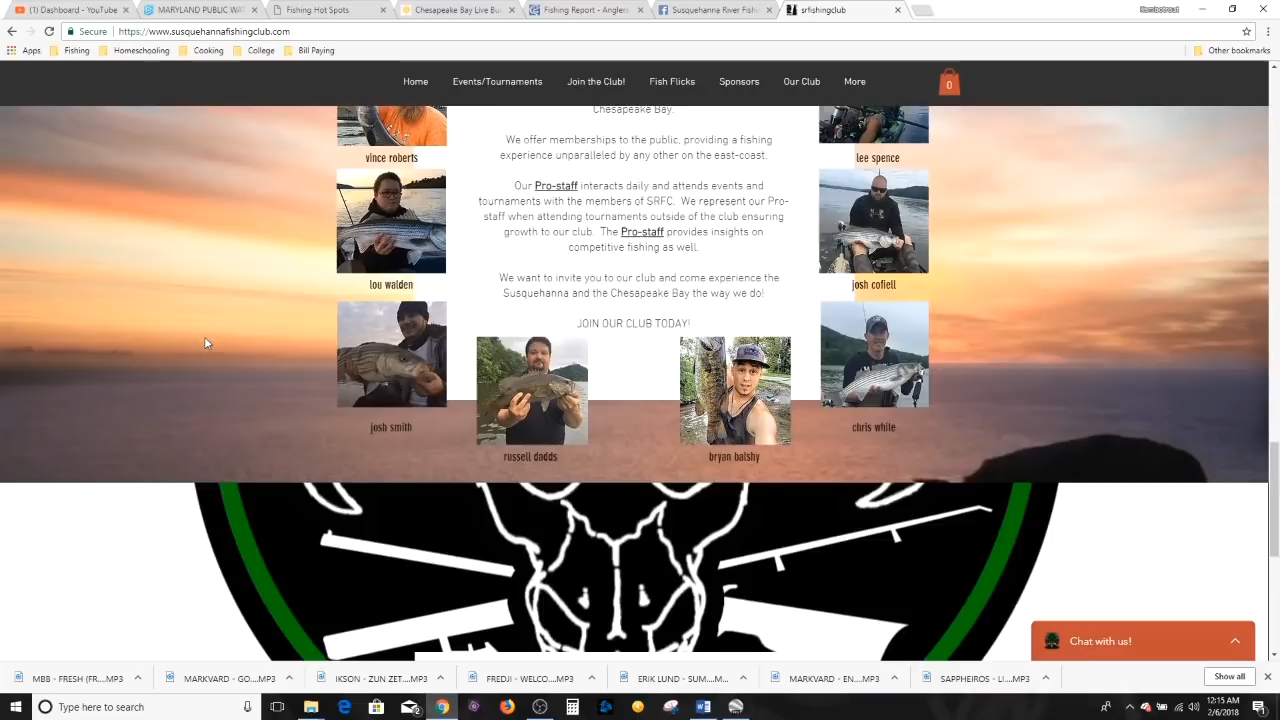 (1) Dashboard - YouTube
MARYLAND PUBLIC WAT
Fishing Hot Spots
Chesapeake Bay Live Bu
Fishing Report - Angler
Susquehanna River Fishi
srfishingclub
Secure
https://www.susquehannafishingclub.com
Apps
Fishing
Homeschooling
Cooking
College
Bill Paying
Other bookmarks
Home
Events/Tournaments
Join the Club!
Fish Flicks
Sponsors
Our Club
More
0
Chesapeake Bay.
We offer memberships to the public, providing a fishing
experience unparalleled by any other on the east-coast.
Our Pro-staff interacts daily and attends events and
tournaments with the members of SRFC. We represent our Pro-
staff when attending tournaments outside of the club ensuring
growth to our club. The Pro-staff provides insights on
competitive fishing as well.
We want to invite you to our club and come experience the
Susquehanna and the Chesapeake Bay the way we do!
JOIN OUR CLUB TODAY!
vince roberts
lee spence
lou walden
josh cofiell
josh smith
chris white
russell dadds
bryan balshy
Chat with us!
MBB - FRESH (FR....MP3
MARKVARD - GO....MP3
IKSON - ZUN ZET....MP3
FREDJI - WELCO....MP3
ERIK LUND - SUM....M...
MARKVARD - EN....MP3
SAPPHEIROS - LI....MP3
Show all
Type here to search
2
12:15 AM
2/6/2018
1